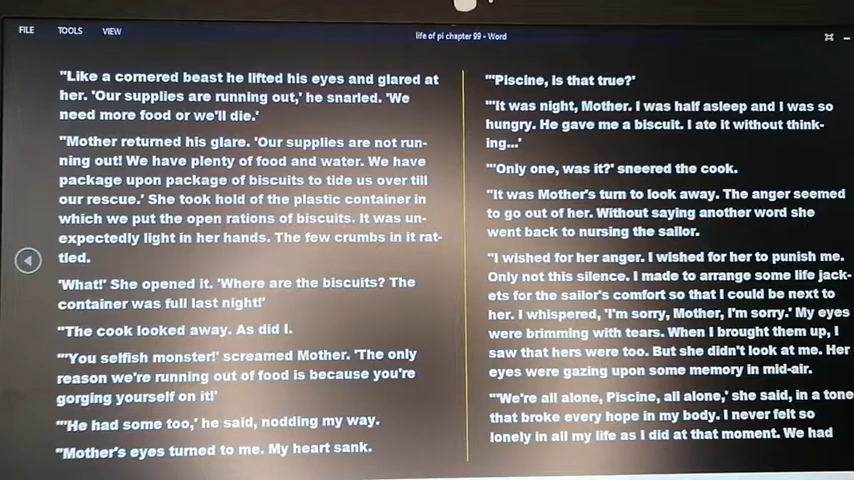 FILE TOOLS VIEW
life of pi chapter 99 - Word
"Like a cornered beast he lifted his eyes and glared at
her. 'Our supplies are running out,' he snarled. 'We
need more food or we'll die.'
"Mother returned his glare. 'Our supplies are not run-
ning out! We have plenty of food and water. We have
package upon package of biscuits to tide us over till
our rescue.' She took hold of the plastic container in
which we put the open rations of biscuits. It was un-
expectedly light in her hands. The few crumbs in it rat-
tled.
'What!' She opened it. 'Where are the biscuits? The
container was full last night!'
"The cook looked away. As did I.
"'You selfish monster!' screamed Mother. 'The only
reason we're running out of food is because you're
gorging yourself on it!'
"'He had some too,' he said, nodding my way.
"Mother's eyes turned to me. My heart sank.
"'Piscine, is that true?'
"'It was night, Mother. I was half asleep and I was so
hungry. He gave me a biscuit. I ate it without think-
ing...'
"'Only one, was it?' sneered the cook.
"It was Mother's turn to look away. The anger seemed
to go out of her. Without saying another word she
went back to nursing the sailor.
"I wished for her anger. I wished for her to punish me.
Only not this silence. I made to arrange some life jack-
ets for the sailor's comfort so that I could be next to
her. I whispered, 'I'm sorry, Mother, I'm sorry.' My eyes
were brimming with tears. When I brought them up, I
saw that hers were too. But she didn't look at me. Her
eyes were gazing upon some memory in mid-air.
"'We're all alone, Piscine, all alone,' she said, in a tone
that broke every hope in my body. I never felt so
lonely in all my life as I did at that moment. We had